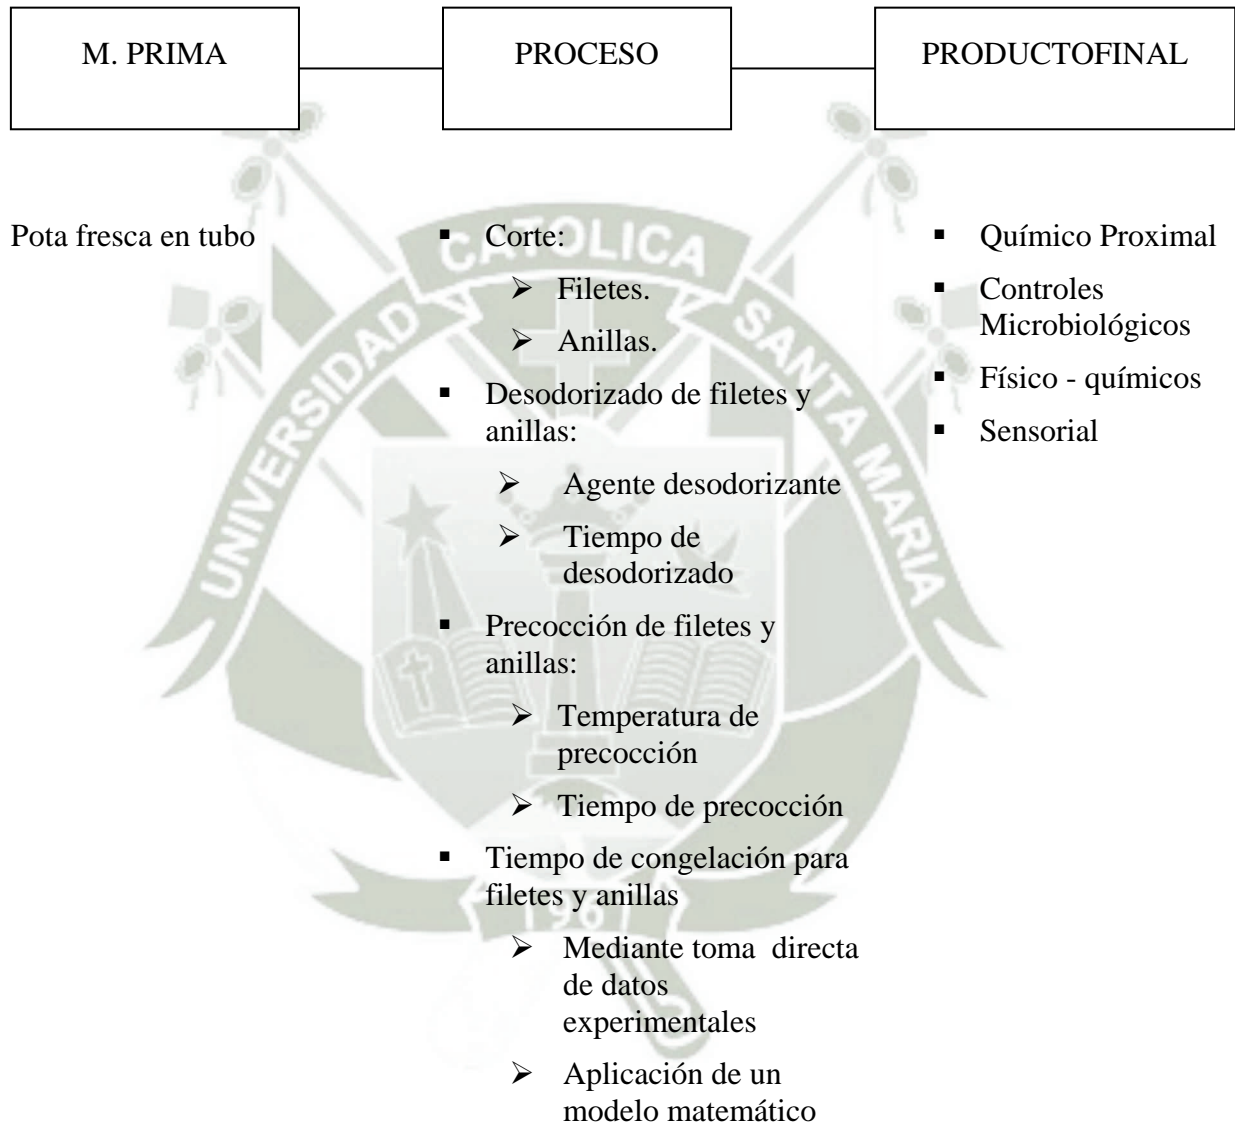 M. PRIMA
PROCESO
PRODUCTOFINAL
Pota fresca en tubo
▪ Corte:
➢ Filetes.
➢ Anillas.
▪ Desodorizado de filetes y
anillas:
➢ Agente desodorizante
➢ Tiempo de
desodorizado
▪ Precocción de filetes y
anillas:
➢ Temperatura de
precocción
➢ Tiempo de precocción
▪ Tiempo de congelación para
filetes y anillas
➢ Mediante toma directa
de datos
experimentales
➢ Aplicación de un
modelo matemático
▪ Químico Proximal
▪ Controles
Microbiológicos
▪ Físico - químicos
▪ Sensorial
UNIVERSIDAD CATOLICA SANTA MARIA